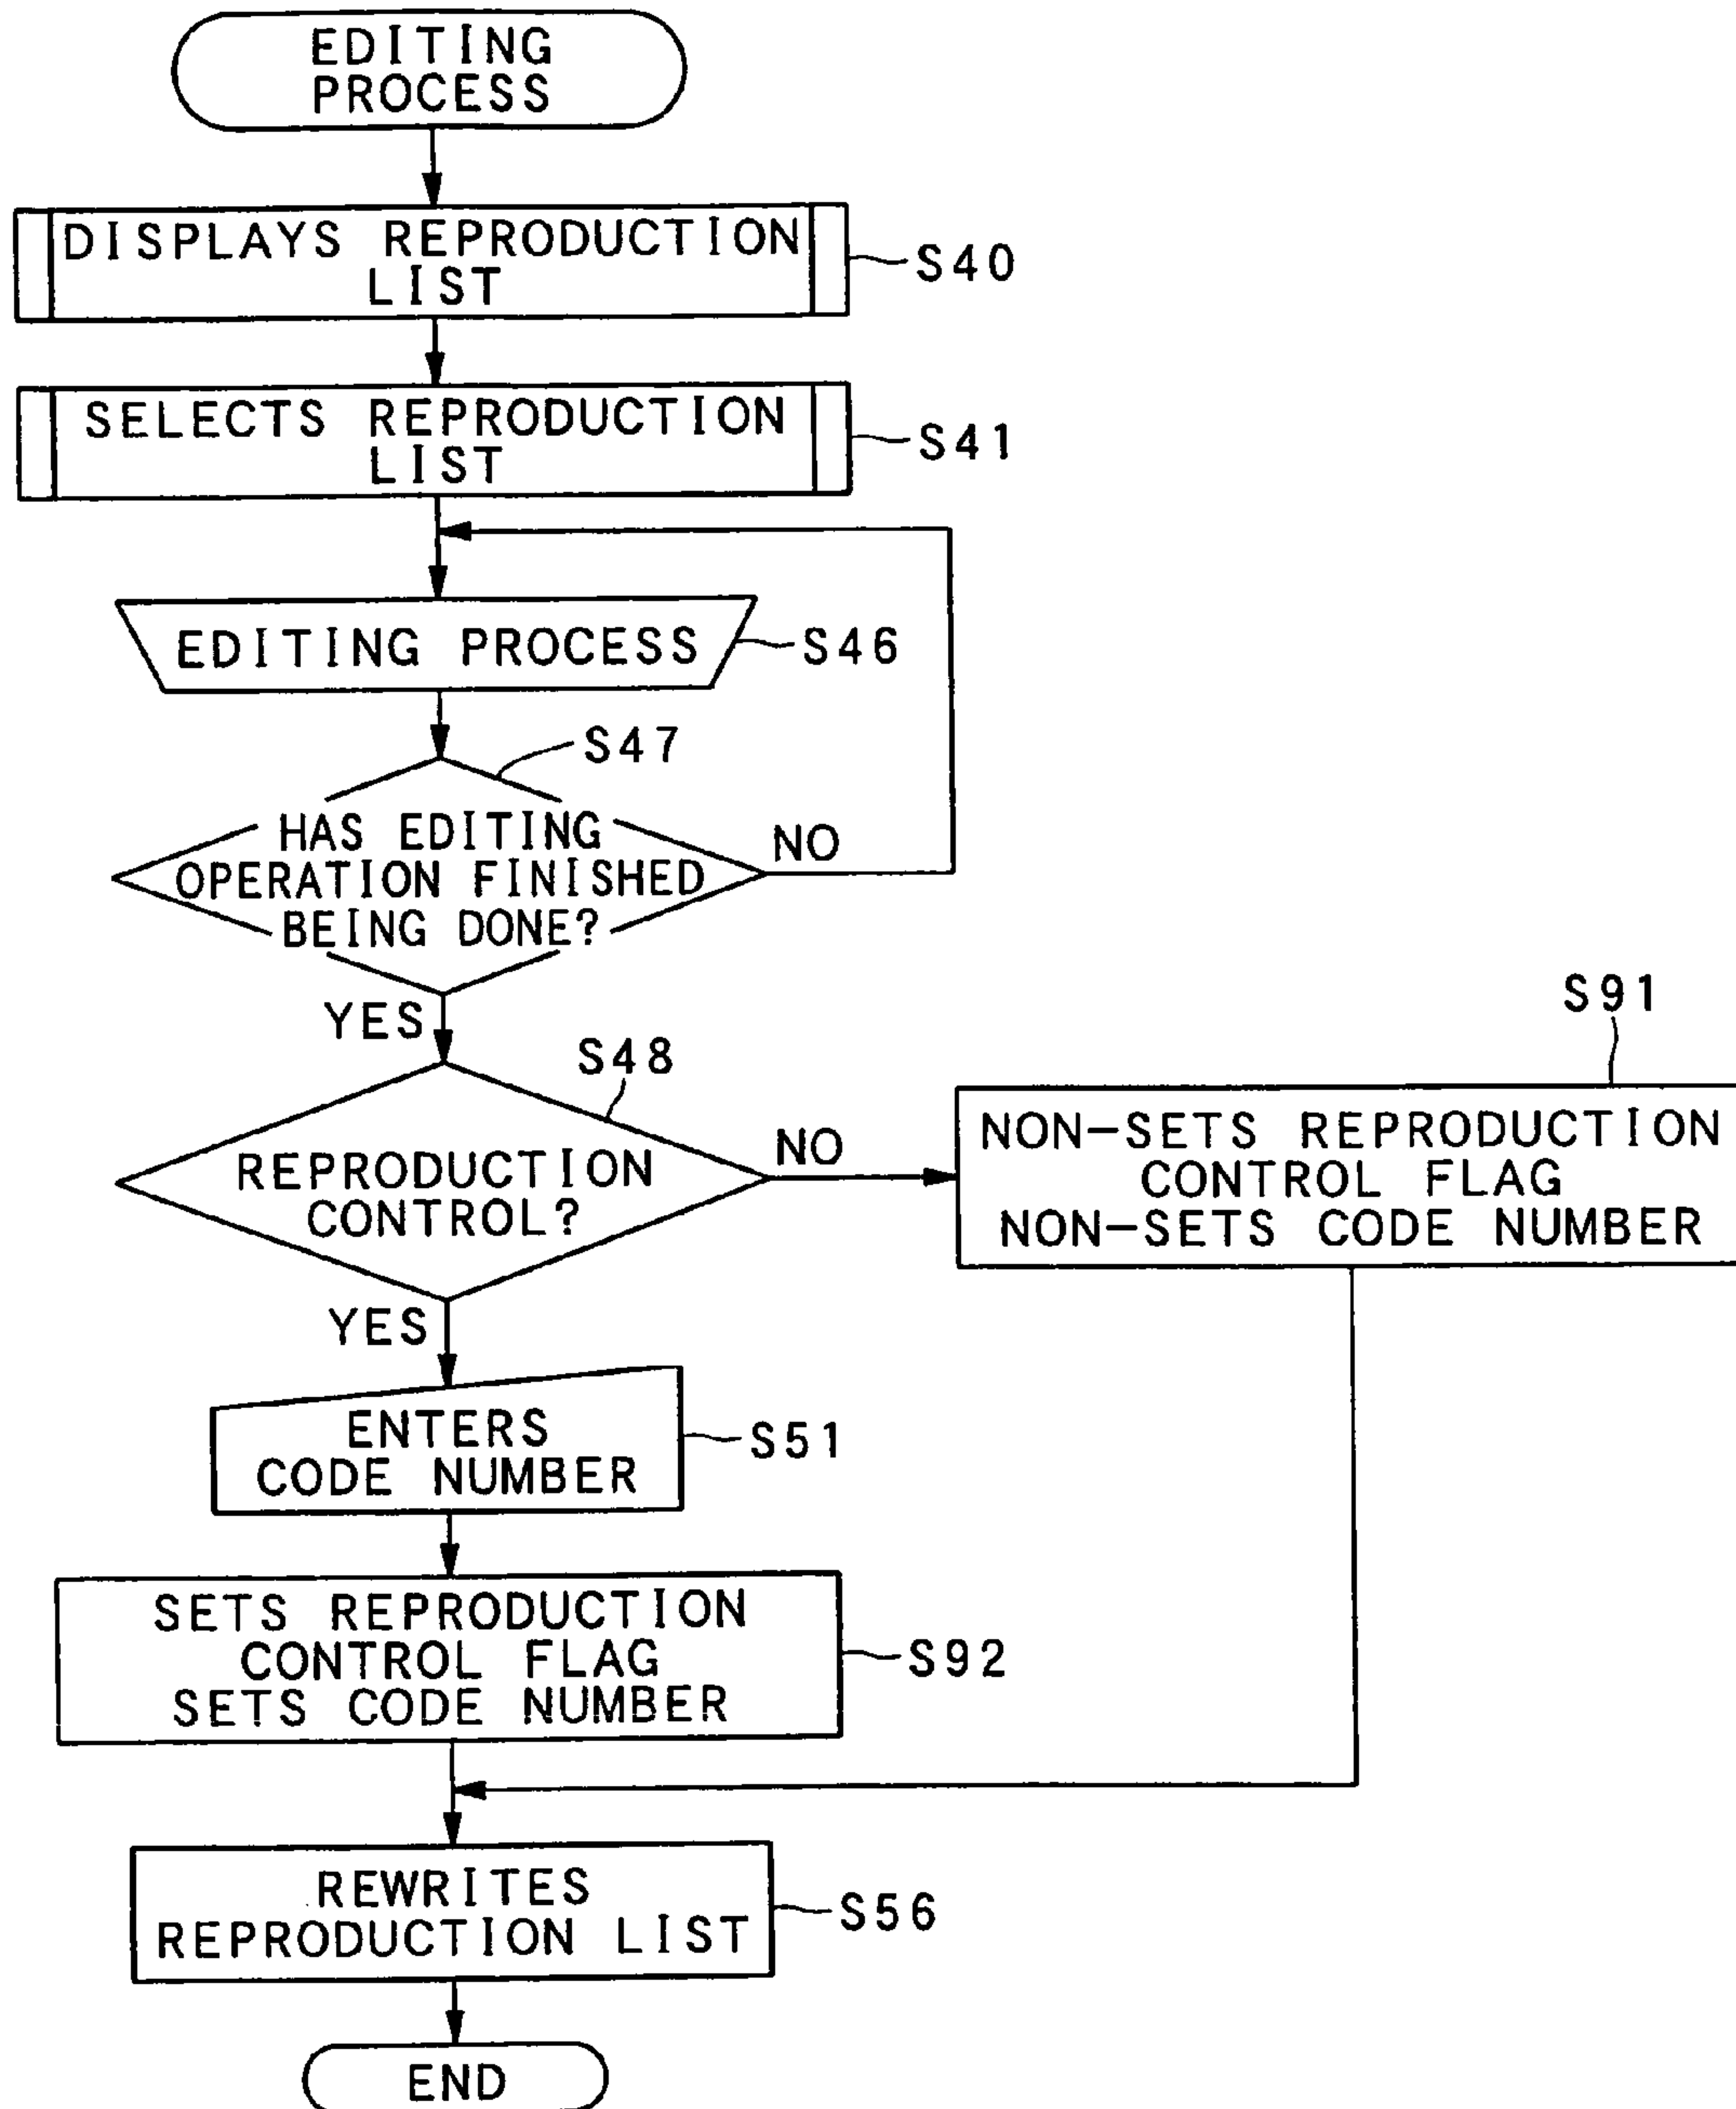 EDITING
PROCESS
DISPLAYS REPRODUCTION
LIST
S40
SELECTS REPRODUCTION
LIST
S41
EDITING PROCESS
S46
S47
HAS EDITING
OPERATION FINISHED
BEING DONE?
NO
YES
S48
REPRODUCTION
CONTROL?
NO
S91
NON-SETS REPRODUCTION
CONTROL FLAG
NON-SETS CODE NUMBER
YES
ENTERS
CODE NUMBER
S51
SETS REPRODUCTION
CONTROL FLAG
SETS CODE NUMBER
S92
REWRITES
REPRODUCTION LIST
S56
END